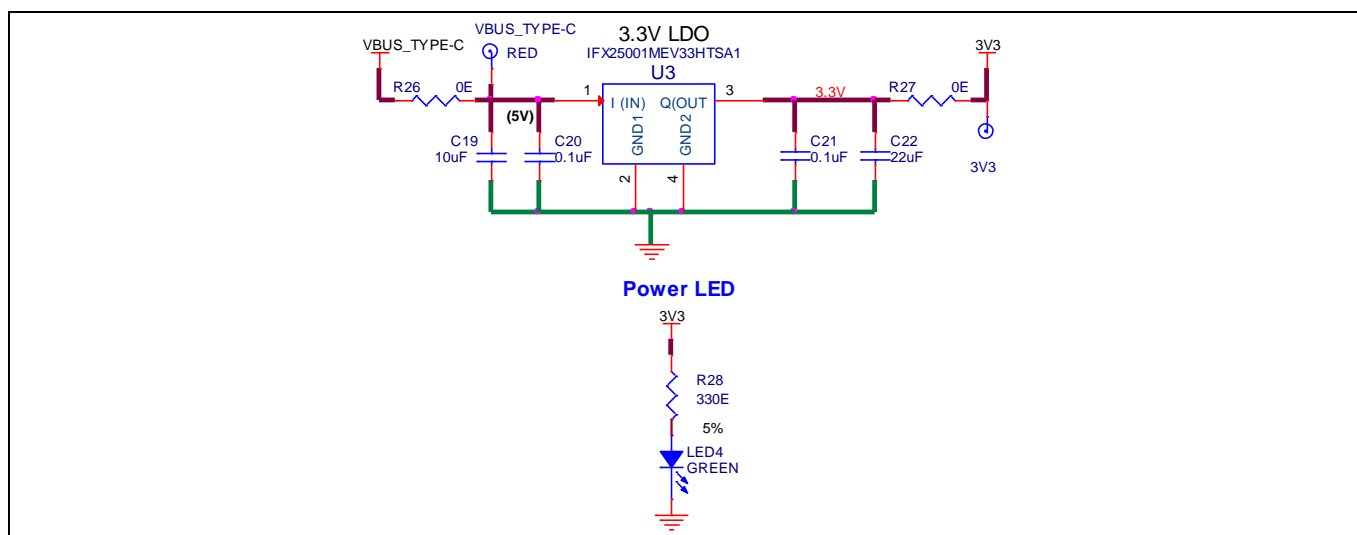 VBUS_TYPE-C
VBUS_TYPE-C
RED
3.3V LDO
IFX25001MEV33HTSA1
U3
3V3
R26 0E
1
I (IN) Q(OUT
3
3.3V
R27 0E
(5V)
GND1
GND2
C19
10uF
C20
0.1uF
C21
0.1uF
C22
22uF
3V3
2
4
Power LED
3V3
R28
330E
5%
LED4
GREEN